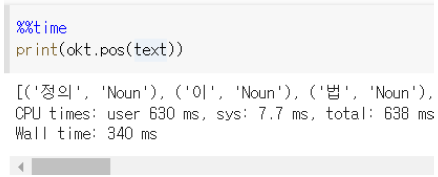 %%time
print(okt.pos(text))
[('정의', 'Noun'), ('이', 'Noun'), ('법', 'Noun'),
CPU times: user 630 ms, sys: 7.7 ms, total: 638 ms
Wall time: 340 ms